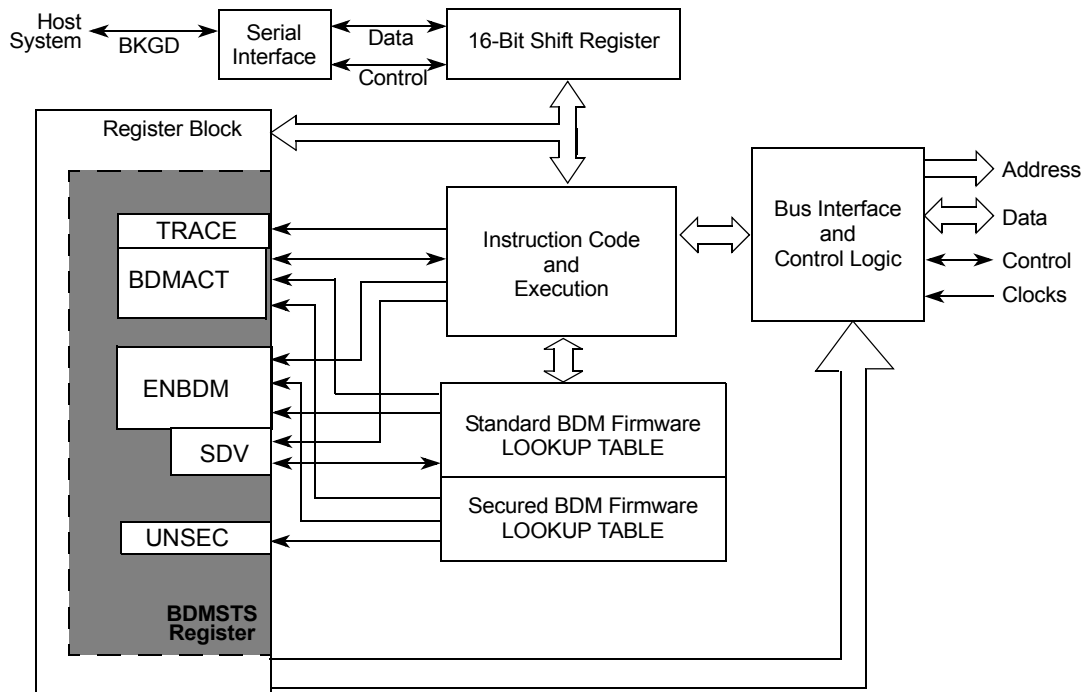 Host
System
BKGD
Serial
Interface
Data
Control
16-Bit Shift Register
Register Block
TRACE
BDMACT
ENBDM
SDV
UNSEC
BDMSTS
Register
Instruction Code
and
Execution
Standard BDM Firmware
LOOKUP TABLE
Secured BDM Firmware
LOOKUP TABLE
Bus Interface
and
Control Logic
Address
Data
Control
Clocks